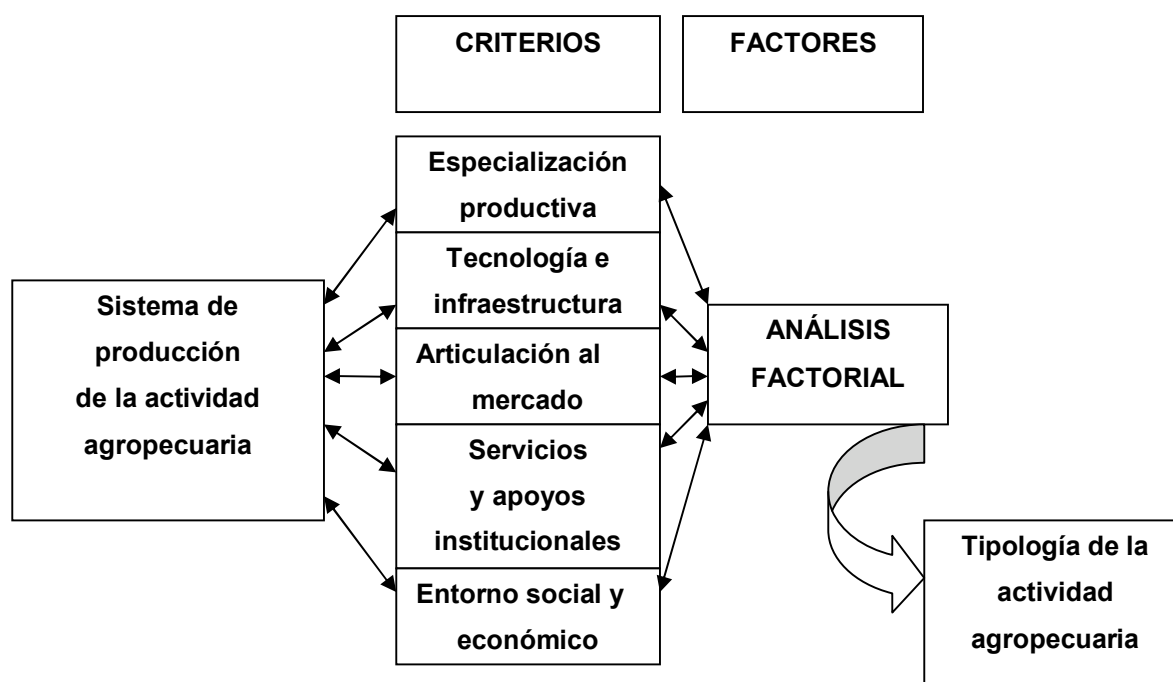 CRITERIOS
FACTORES
Especialización
productiva
Tecnología e
infraestructura
Articulación al
mercado
Servicios
y apoyos
institucionales
Entorno social y
económico
Sistema de
producción
de la actividad
agropecuaria
ANÁLISIS
FACTORIAL
Tipología de la
actividad
agropecuaria